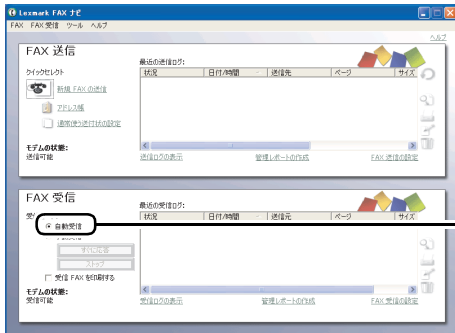 Lexmark FAX ナビ
FAX FAX 受信 ツール ヘルプ
ヘルプ
FAX 送信
クイックセレクト
最近の送信ログ:
状況 日付/時間 送信先 ページ サイズ
新規 FAX の送信
アドレス帳
通常使う送付状の設定
モデムの状態:
送信可能
送信ログの表示 管理レポートの作成 FAX 送信の設定
FAX 受信
最近の受信ログ:
状況 日付/時間 送信元 ページ サイズ
自動受信
すぐに応答
ストップ
受信 FAX を印刷する
モデムの状態:
受信可能
受信ログの表示 管理レポートの作成 FAX 受信の設定